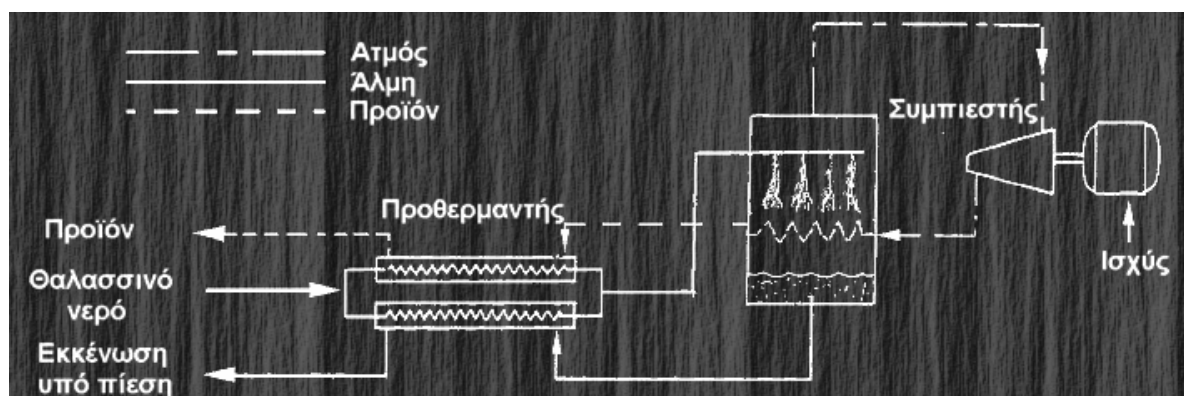 Ατμός
Άλμη
Προϊόν
Συμπιεστής
Προθερμαντής
Προϊόν
Θαλασσινό
νερό
Ισχύς
Εκκένωση
υπό πίεση